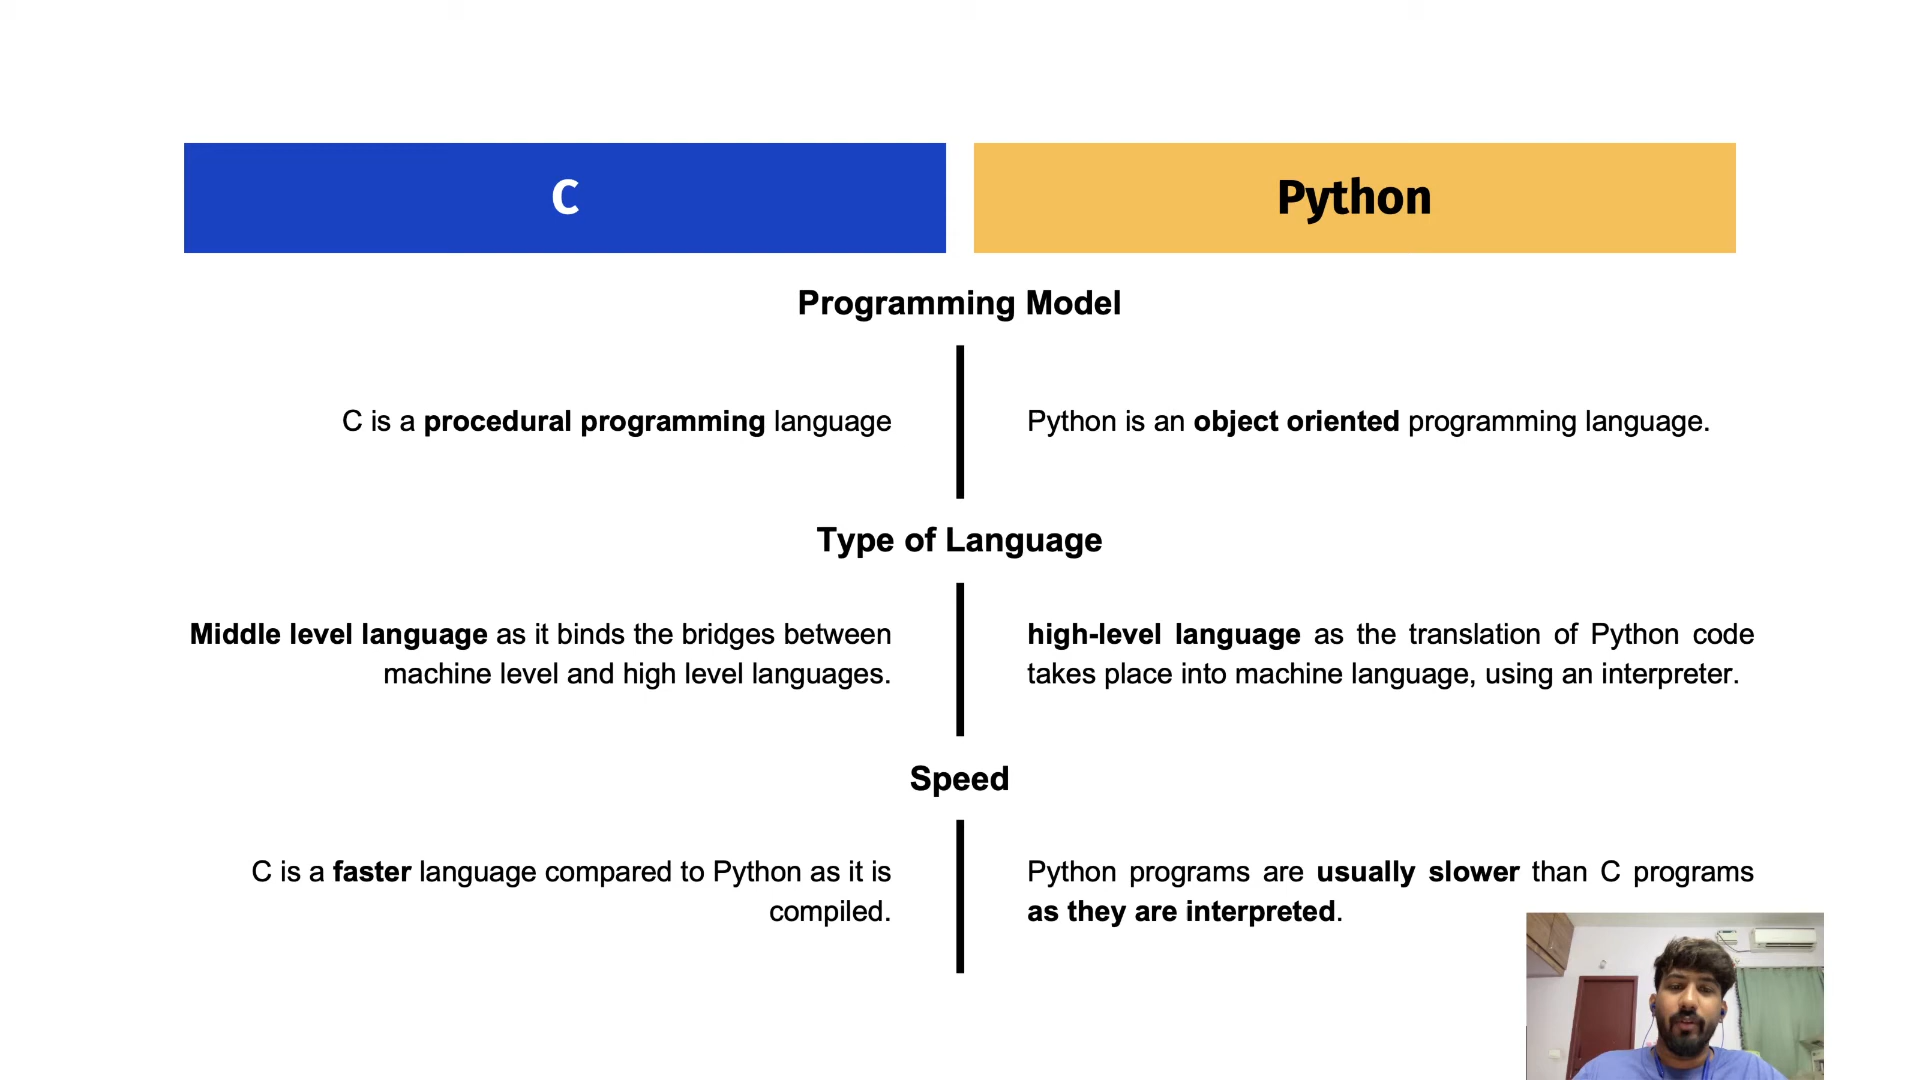 C
Python
Programming Model
C is a procedural programming language
Python is an object oriented programming language.
Type of Language
Middle level language as it binds the bridges between
machine level and high level languages.
high-level language as the translation of Python code
takes place into machine language, using an interpreter.
Speed
C is a faster language compared to Python as it is
compiled.
Python programs are usually slower than C programs
as they are interpreted.